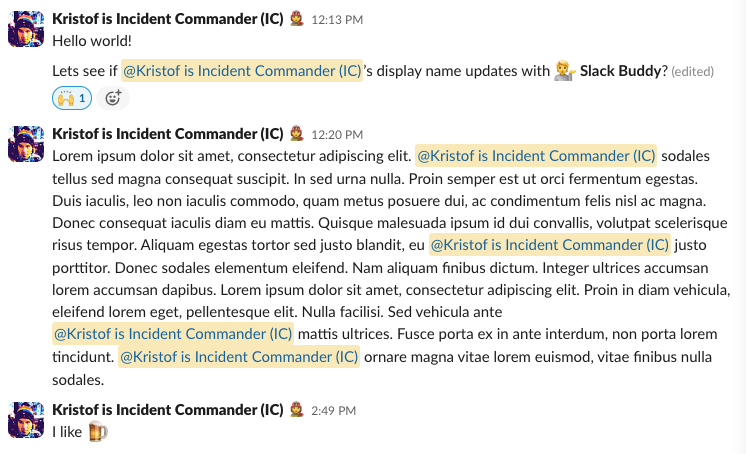 Kristof is Incident Commander (IC) 12:13 PM
Hello world!
Lets see if @Kristof is Incident Commander (IC)'s display name updates with Slack Buddy? (edited)
1
Kristof is Incident Commander (IC) 12:20 PM
Lorem ipsum dolor sit amet, consectetur adipiscing elit. @Kristof is Incident Commander (IC) sodales
tellus sed magna consequat suscipit. In sed urna nulla. Proin semper est ut orci fermentum egestas.
Duis iaculis, leo non iaculis commodo, quam metus posuere dui, ac condimentum felis nisl ac magna.
Donec consequat iaculis diam eu mattis. Quisque malesuada ipsum id dui convallis, volutpat scelerisque
risus tempor. Aliquam egestas tortor sed justo blandit, eu @Kristof is Incident Commander (IC) justo
porttitor. Donec sodales elementum eleifend. Nam aliquam finibus dictum. Integer ultrices accumsan
lorem accumsan dapibus. Lorem ipsum dolor sit amet, consectetur adipiscing elit. Proin in diam vehicula,
eleifend lorem eget, pellentesque elit. Nulla facilisi. Sed vehicula ante
@Kristof is Incident Commander (IC) mattis ultrices. Fusce porta ex in ante interdum, non porta lorem
tincidunt. @Kristof is Incident Commander (IC) ornare magna vitae lorem euismod, vitae finibus nulla
sodales.
Kristof is Incident Commander (IC) 2:49 PM
I like